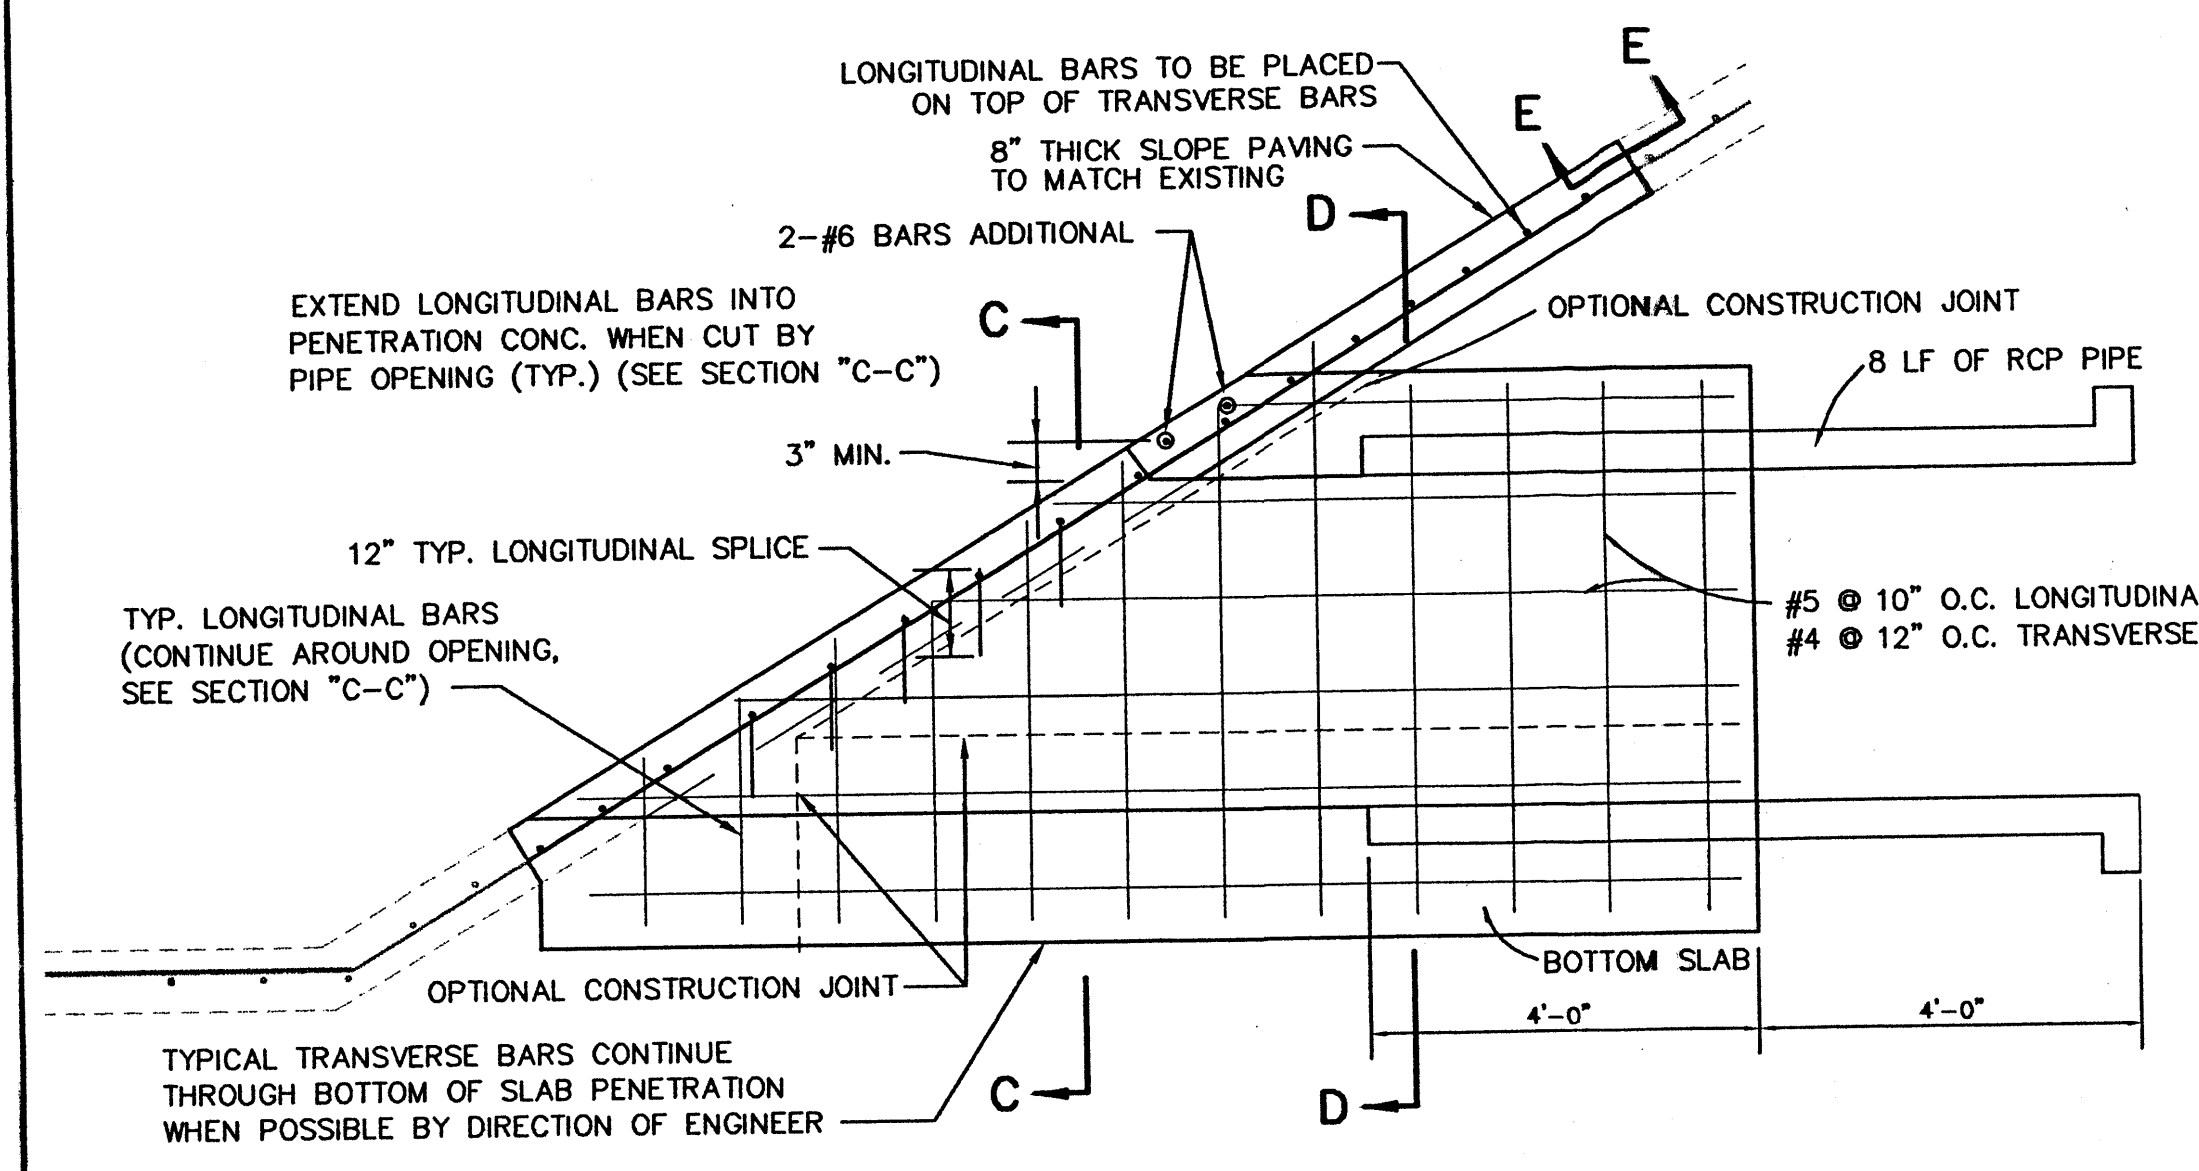 E
LONGITUDINAL BARS TO BE PLACED
ON TOP OF TRANSVERSE BARS
E
8" THICK SLOPE PAVING
TO MATCH EXISTING
D
2-#6 BARS ADDITIONAL
EXTEND LONGITUDINAL BARS INTO
PENETRATION CONC. WHEN CUT BY
PIPE OPENING (TYP.) (SEE SECTION "C-C")
C
OPTIONAL CONSTRUCTION JOINT
8 LF OF RCP PIPE
3" MIN.
12" TYP. LONGITUDINAL SPLICE
TYP. LONGITUDINAL BARS
(CONTINUE AROUND OPENING,
SEE SECTION "C-C")
#5 @ 10" O.C. LONGITUDINA
#4 @ 12" O.C. TRANSVERSE
BOTTOM SLAB
OPTIONAL CONSTRUCTION JOINT
4'-0"
4'-0"
TYPICAL TRANSVERSE BARS CONTINUE
THROUGH BOTTOM OF SLAB PENETRATION
WHEN POSSIBLE BY DIRECTION OF ENGINEER
C
D